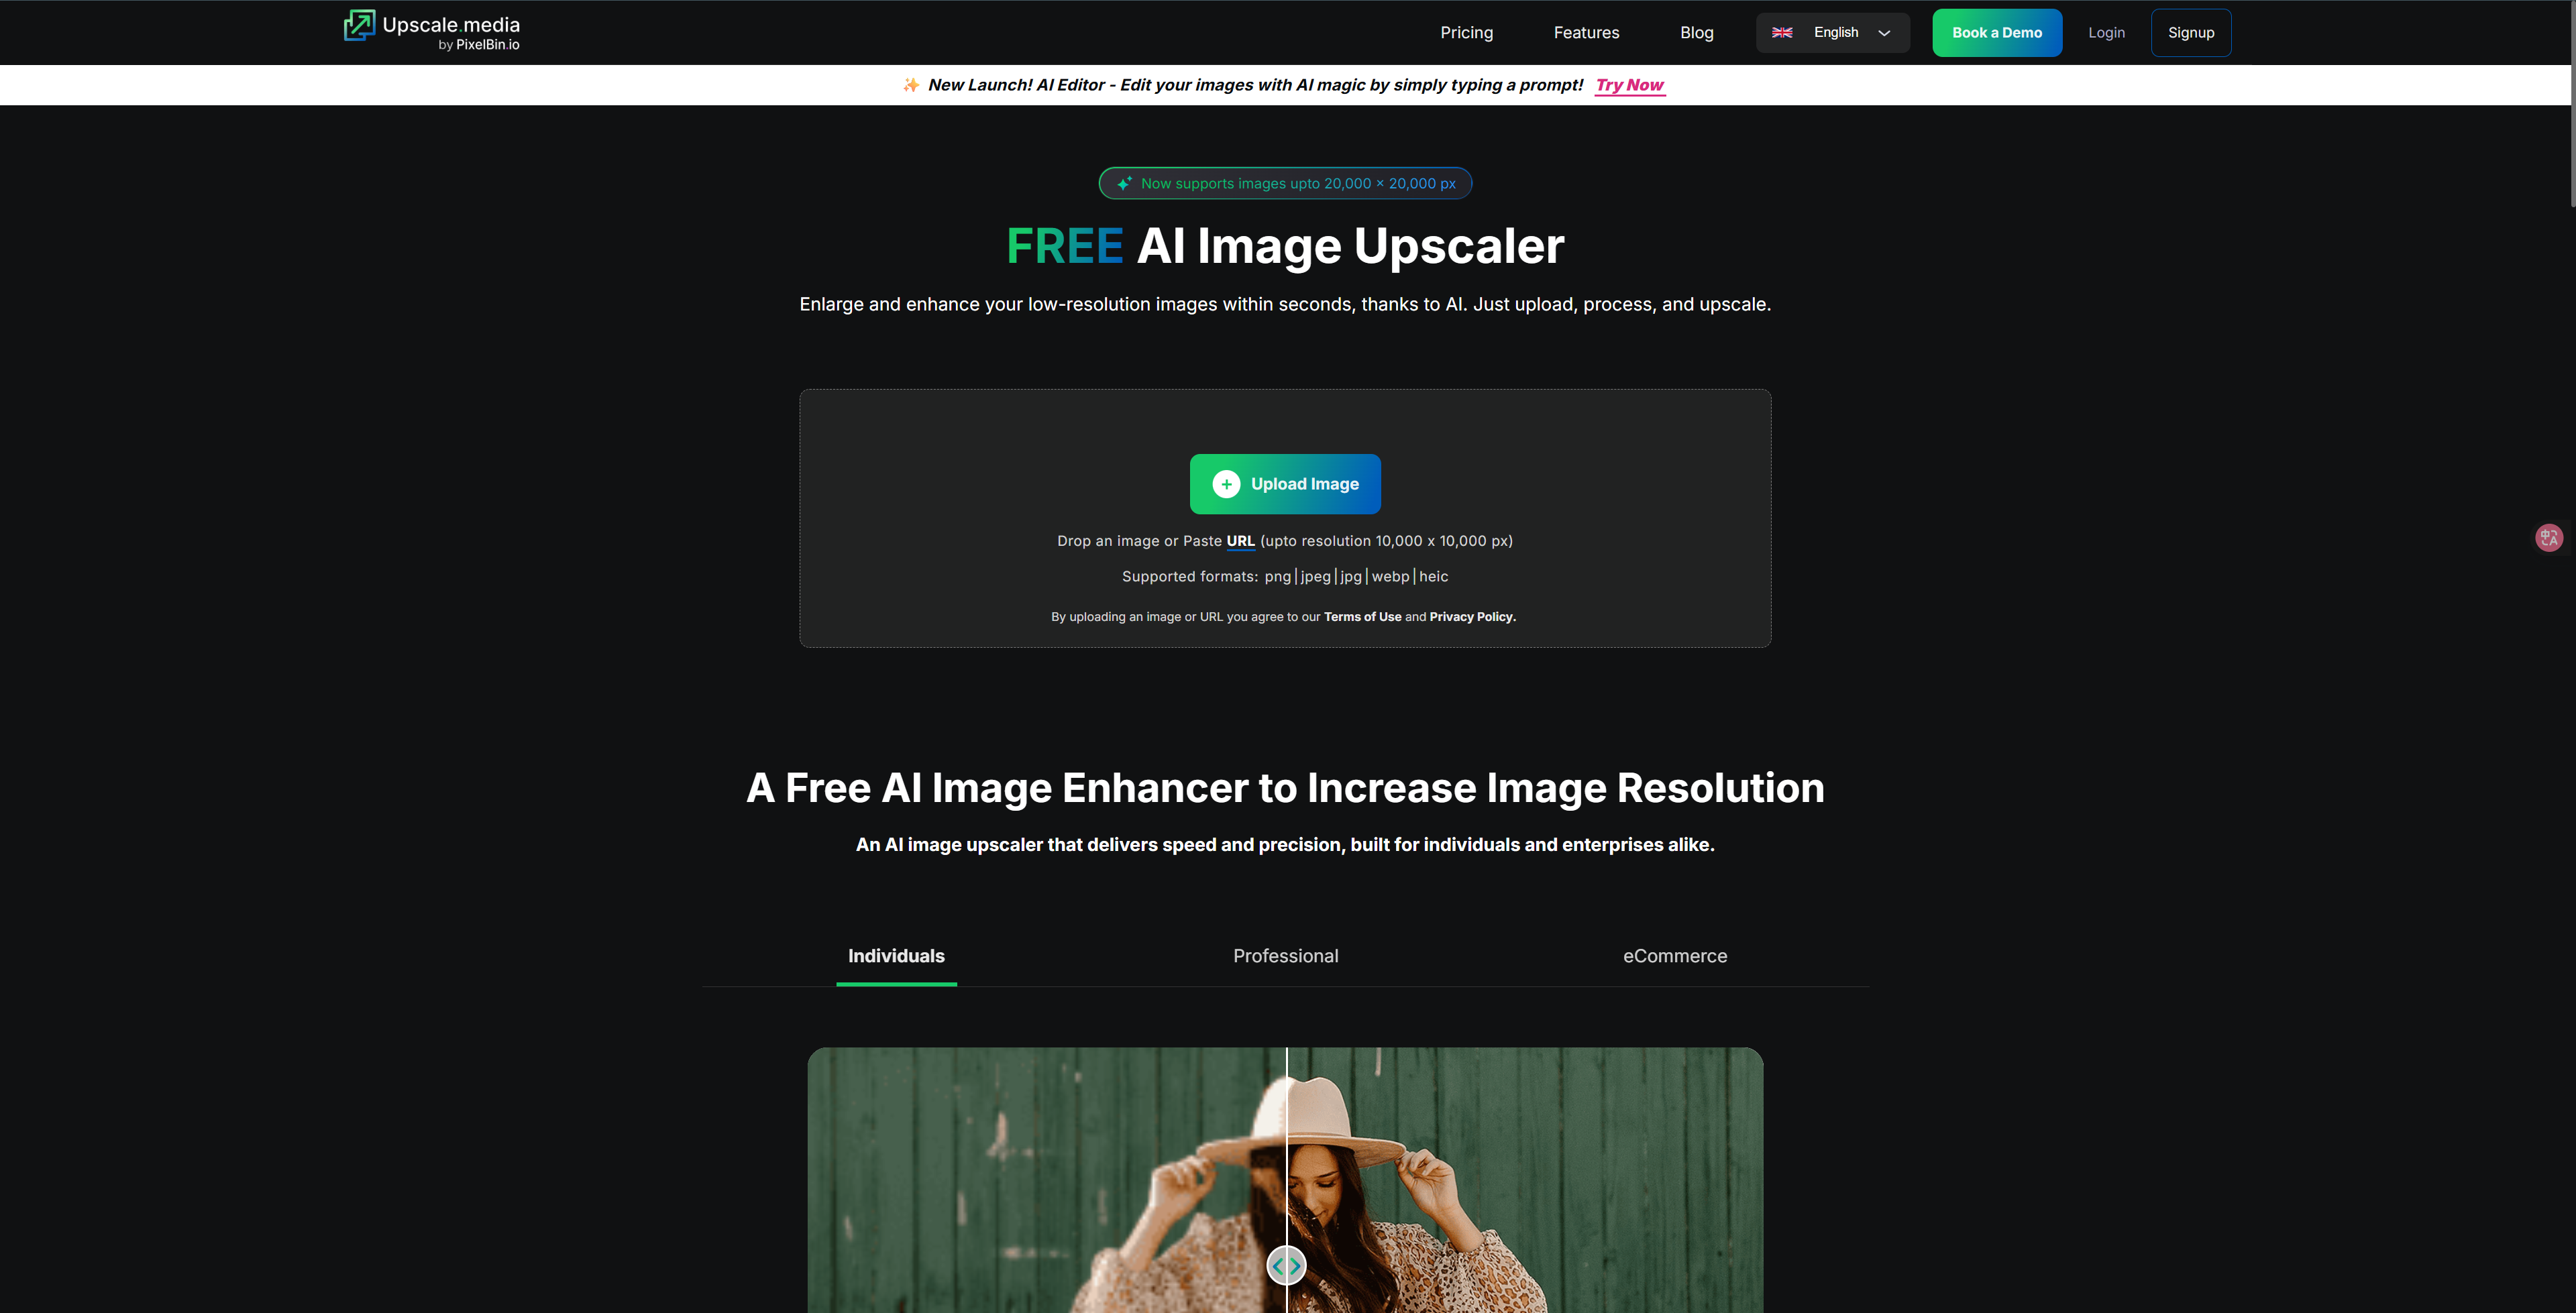 Upscale.media
by PixelBin.io
Pricing Features Blog English Book a Demo Login Signup
New Launch! AI Editor - Edit your images with AI magic by simply typing a prompt! Try Now
Now supports images upto 20,000 × 20,000 px
FREE AI Image Upscaler
Enlarge and enhance your low-resolution images within seconds, thanks to AI. Just upload, process, and upscale.
Upload Image
Drop an image or Paste URL (upto resolution 10,000 x 10,000 px)
Supported formats: png|jpeg|jpg|webp|heic
By uploading an image or URL you agree to our Terms of Use and Privacy Policy.
A Free AI Image Enhancer to Increase Image Resolution
An AI image upscaler that delivers speed and precision, built for individuals and enterprises alike.
Individuals Professional eCommerce